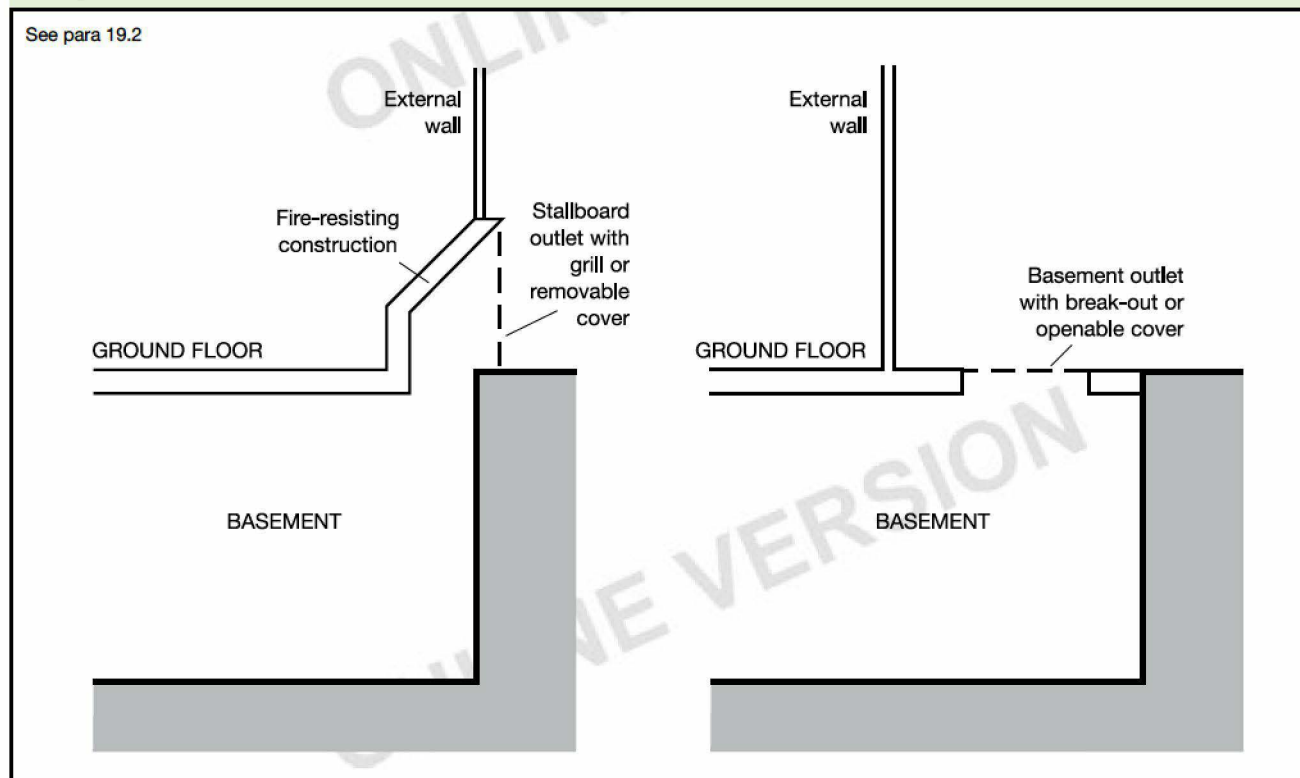 See para 19.2
External
wall
Fire-resisting
construction
Stallboard
outlet with
grill or
removable
cover
GROUND FLOOR
BASEMENT
External
wall
Basement outlet
with break-out or
openable cover
GROUND FLOOR
BASEMENT
ONLINE
ONLINE VERSION